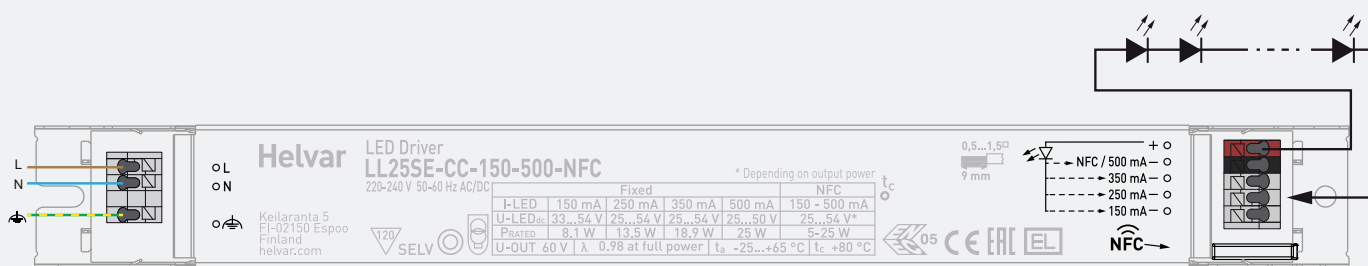 L
N
L
N
Helvar
LED Driver
LL25SE-CC-150-500-NFC
220-240 V 50-60 Hz AC/DC
* Depending on output power
Keilaranta 5
FI-02150 Espoo
Finland
helvar.com
120
SELV
Fixed NFC
I-LED 150 mA 250 mA 350 mA 500 mA 150 - 500 mA
U-LEDdc 33...54 V 25...54 V 25...54 V 25...50 V 25...54 V*
PRATED 8.1 W 13.5 W 18.9 W 25 W 5-25 W
U-OUT 60 V λ 0.98 at full power ta -25...+65 °C tc +80 °C
tc
05 CE EAC EL
0,5...1,5
9 mm
+
NFC / 500 mA
350 mA
250 mA
150 mA
NFC